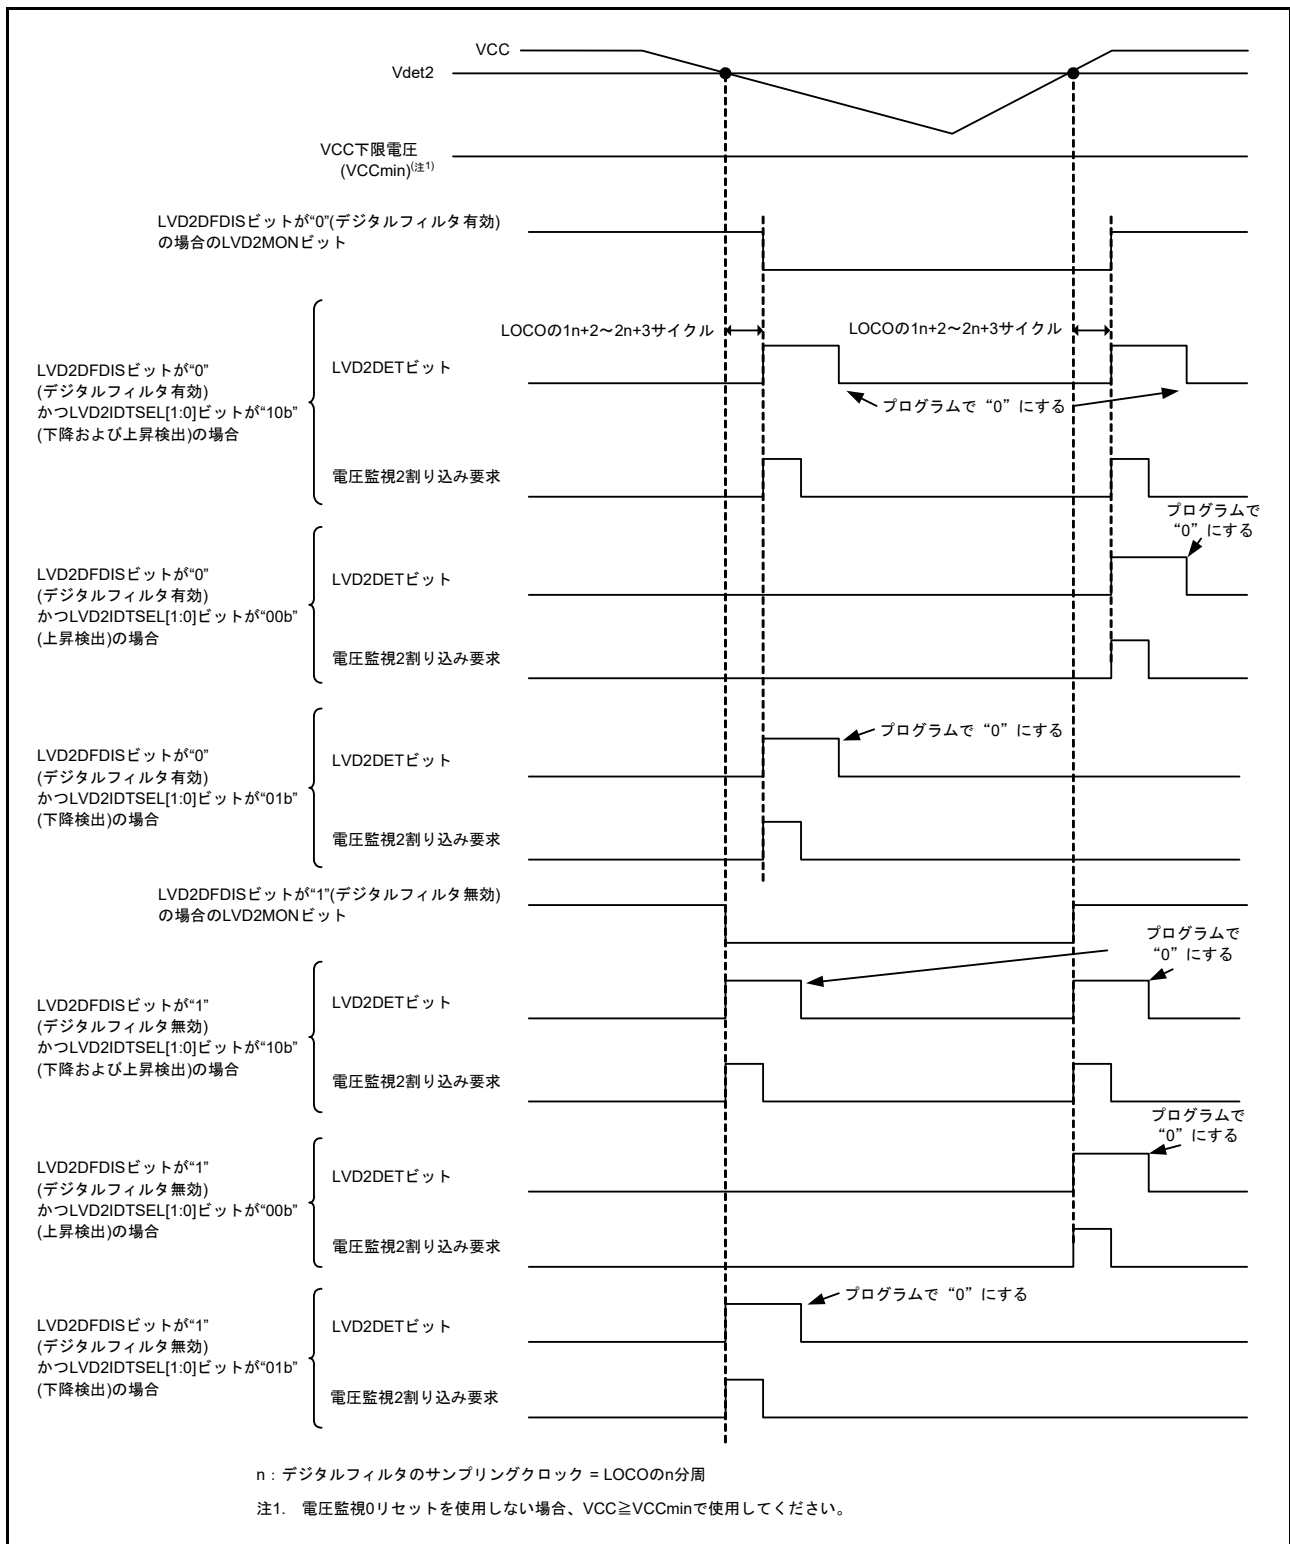 VCC
Vdet2
VCC下限電圧
(VCCmin)(注1)
LVD2DFDISビットが“0”(デジタルフィルタ有効)
の場合のLVD2MONビット
LOCOの1n+2～2n+3サイクル
LOCOの1n+2～2n+3サイクル
LVD2DFDISビットが“0”
(デジタルフィルタ有効)
かつLVD2IDTSEL[1:0]ビットが“10b”
(下降および上昇検出)の場合
LVD2DETビット
プログラムで“0”にする
電圧監視2割り込み要求
プログラムで
“0”にする
LVD2DFDISビットが“0”
(デジタルフィルタ有効)
かつLVD2IDTSEL[1:0]ビットが“00b”
(上昇検出)の場合
LVD2DETビット
電圧監視2割り込み要求
プログラムで“0”にする
LVD2DFDISビットが“0”
(デジタルフィルタ有効)
かつLVD2IDTSEL[1:0]ビットが“01b”
(下降検出)の場合
LVD2DETビット
電圧監視2割り込み要求
LVD2DFDISビットが“1”(デジタルフィルタ無効)
の場合のLVD2MONビット
プログラムで
“0”にする
LVD2DFDISビットが“1”
(デジタルフィルタ無効)
かつLVD2IDTSEL[1:0]ビットが“10b”
(下降および上昇検出)の場合
LVD2DETビット
電圧監視2割り込み要求
プログラムで
“0”にする
LVD2DFDISビットが“1”
(デジタルフィルタ無効)
かつLVD2IDTSEL[1:0]ビットが“00b”
(上昇検出)の場合
LVD2DETビット
電圧監視2割り込み要求
プログラムで“0”にする
LVD2DFDISビットが“1”
(デジタルフィルタ無効)
かつLVD2IDTSEL[1:0]ビットが“01b”
(下降検出)の場合
LVD2DETビット
電圧監視2割り込み要求
n：デジタルフィルタのサンプリングクロック = LOCOのn分周
注1. 電圧監視0リセットを使用しない場合、VCC≧VCCminで使用してください。